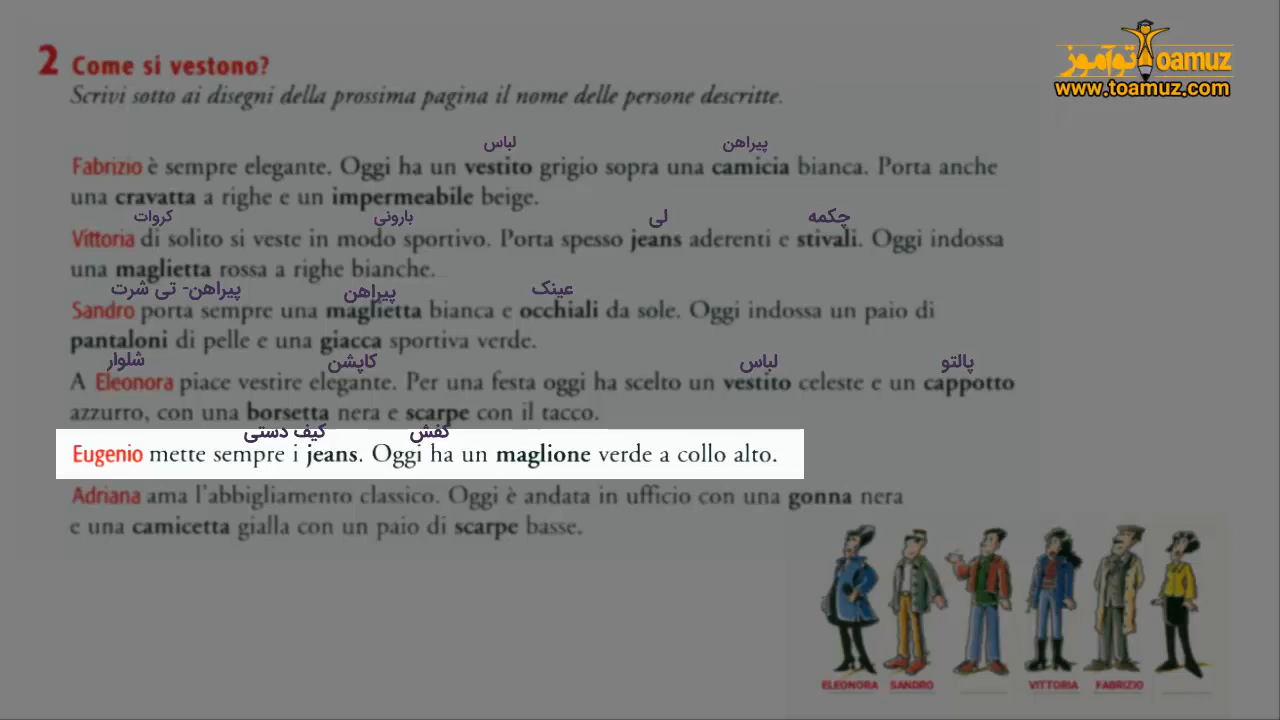 2 Come si vestono?
توآموز Toamuz
www.toamuz.com
Scrivi sotto ai disegni della prossima pagina il nome delle persone descritte.
لباس پیراهن
Fabrizio è sempre elegante. Oggi ha un vestito grigio sopra una camicia bianca. Porta anche
una cravatta a righe e un impermeabile beige.
کروات بارونی لی چکمه
Vittoria di solito si veste in modo sportivo. Porta spesso jeans aderenti e stivali. Oggi indossa
una maglietta rossa a righe bianche.
پیراهن- تی شرت پیراهن عینک
Sandro porta sempre una maglietta bianca e occhiali da sole. Oggi indossa un paio di
pantaloni di pelle e una giacca sportiva verde.
شلوار کاپشن لباس پالتو
A Eleonora piace vestire elegante. Per una festa oggi ha scelto un vestito celeste e un cappotto
azzurro, con una borsetta nera e scarpe con il tacco.
کیف دستی کفش
Eugenio mette sempre i jeans. Oggi ha un maglione verde a collo alto.
Adriana ama l'abbigliamento classico. Oggi è andata in ufficio con una gonna nera
e una camicetta gialla con un paio di scarpe basse.
ELEONORA SANDRO VITTORIA FABRIZIO